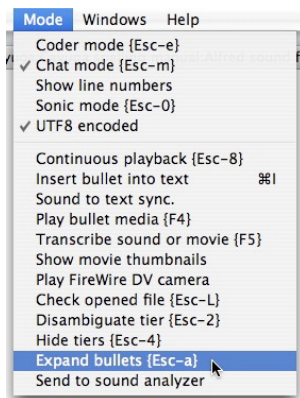 Mode Windows Help
Coder mode {Esc-e}
✓ Chat mode {Esc-m}
Show line numbers
Sonic mode {Esc-0}
✓ UTF8 encoded
Continuous playback {Esc-8}
Insert bullet into text ⌘I
Sound to text sync.
Play bullet media {F4}
Transcribe sound or movie {F5}
Show movie thumbnails
Play FireWire DV camera
Check opened file {Esc-L}
Disambiguate tier {Esc-2}
Hide tiers {Esc-4}
Expand bullets {Esc-a}
Send to sound analyzer